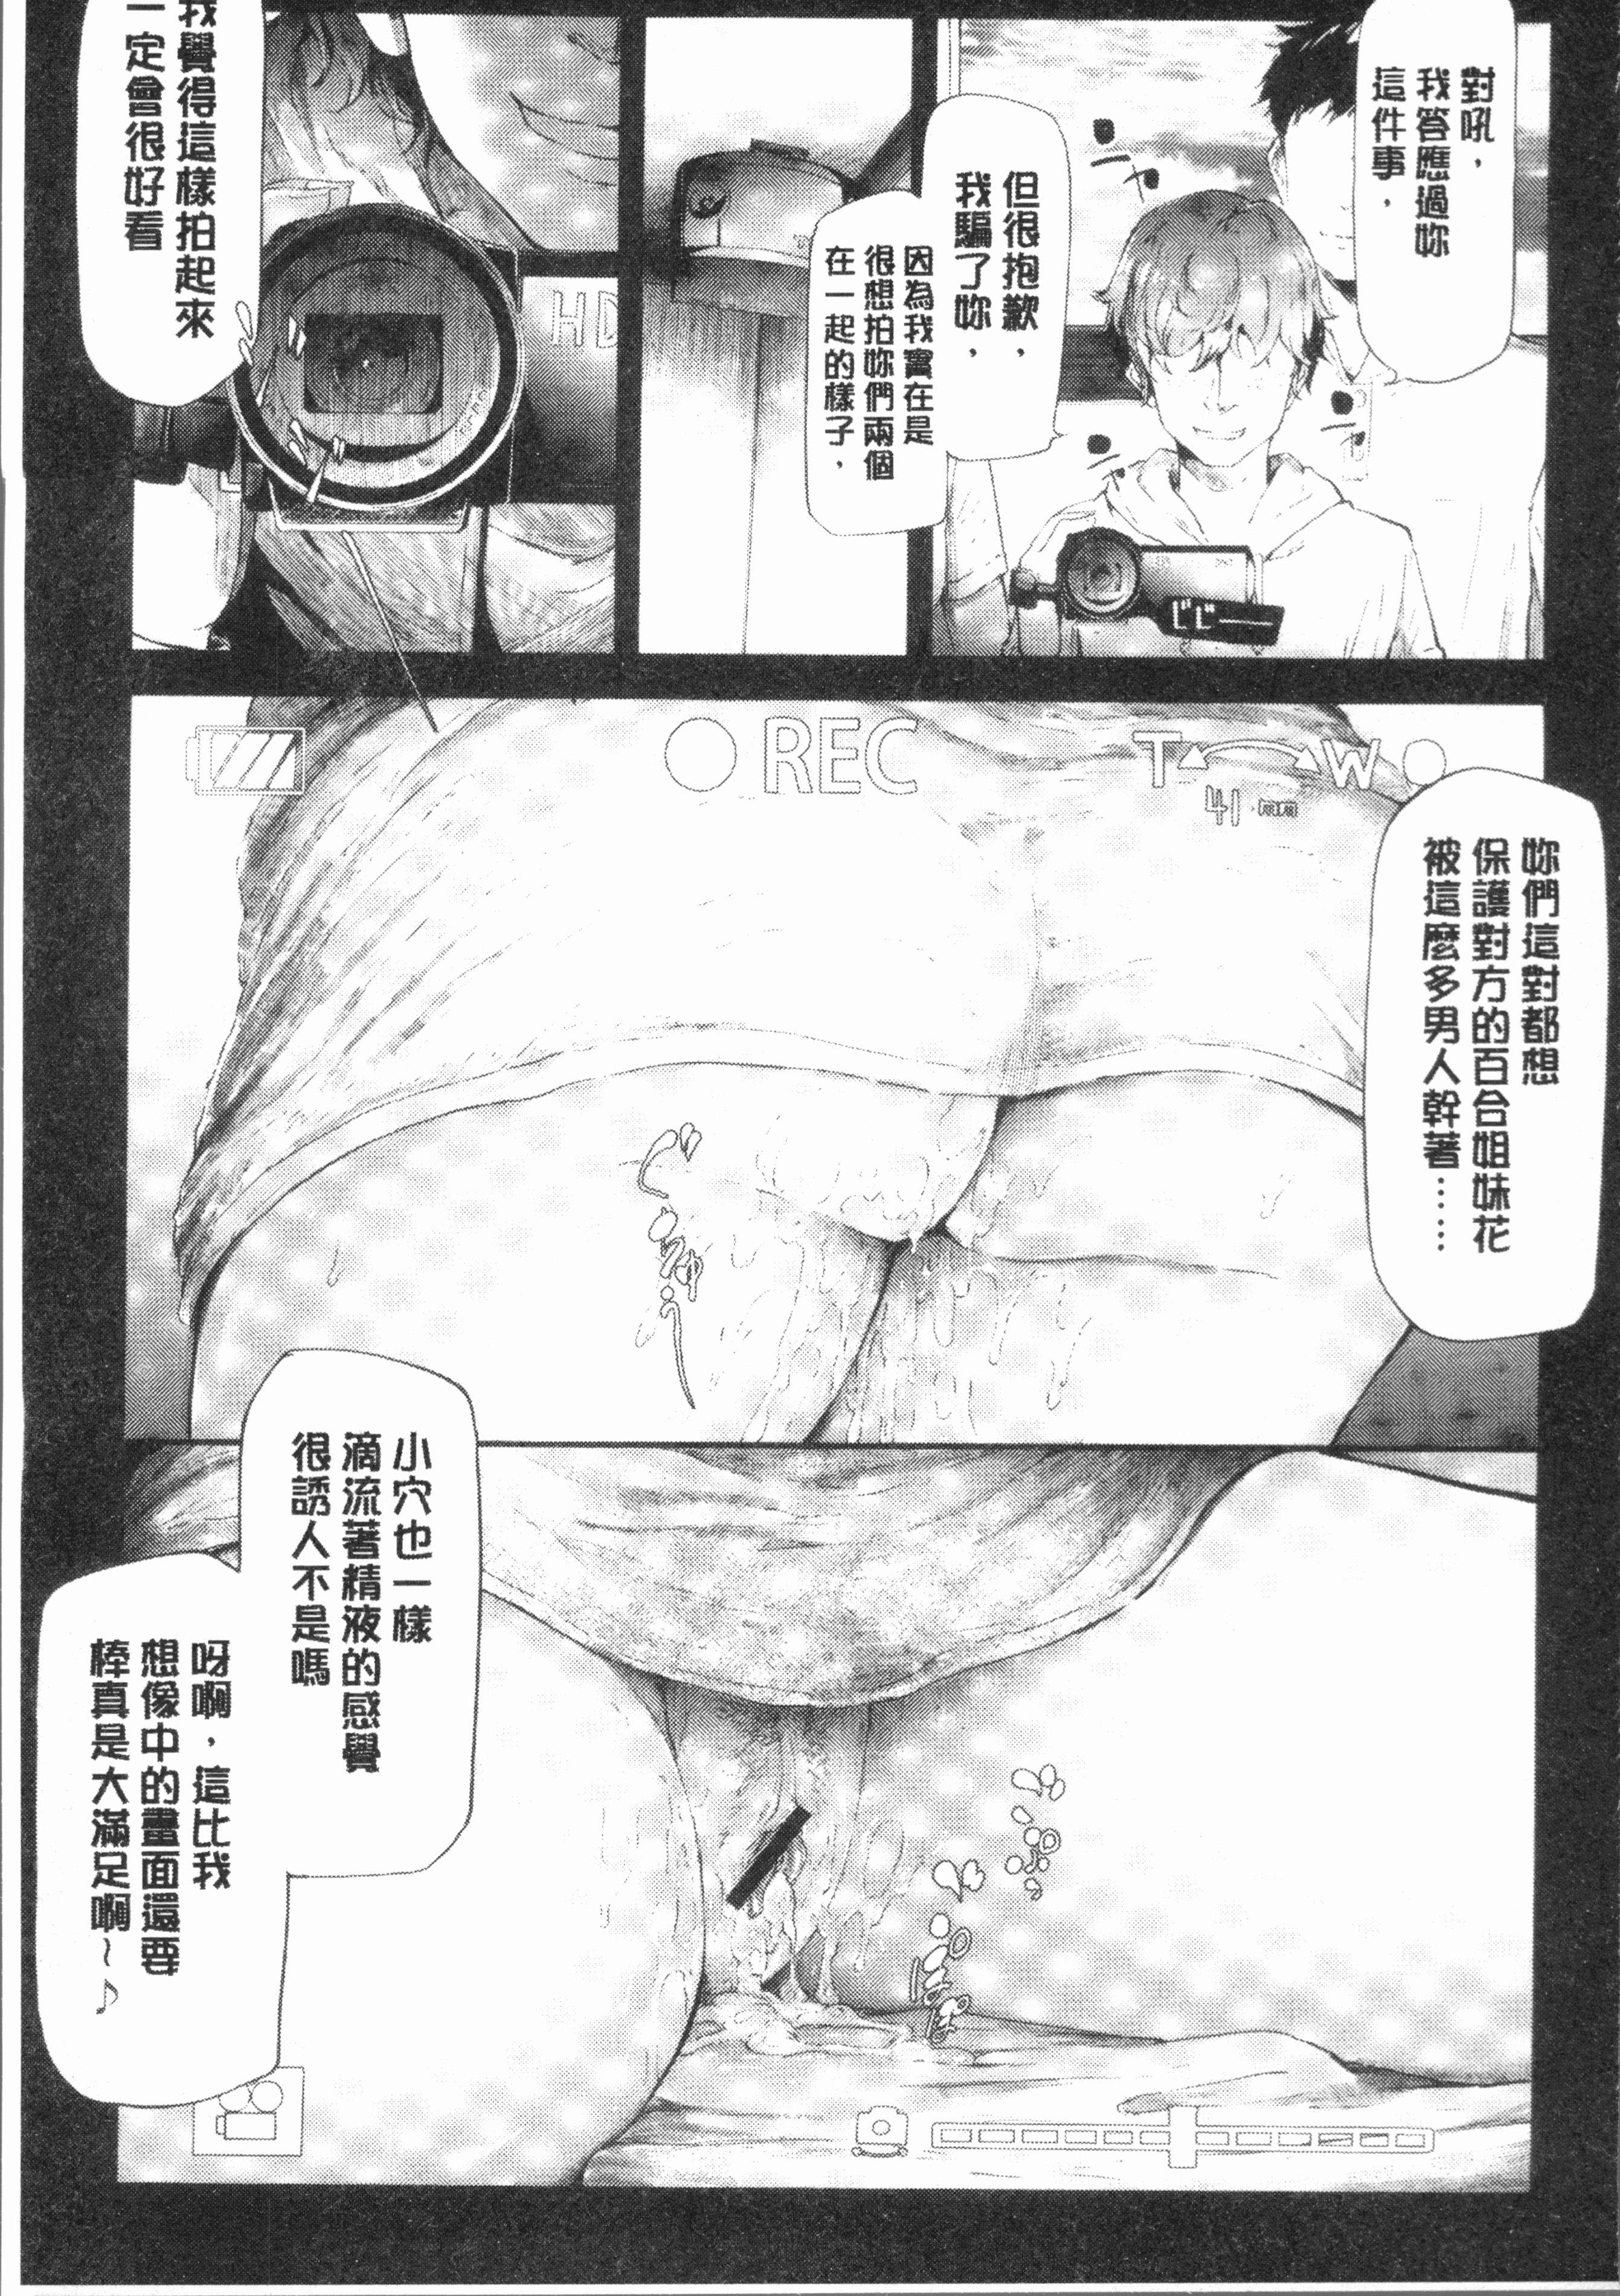 對吼，
我答應過妳
這件事，
但很抱歉，
我騙了妳，
因為我實在是
很想拍妳們兩個
在一起的樣子，
我覺得這樣拍起來
一定會很好看
HD
REC
T
W
41 mm
妳們這對都想
保護對方的百合姐妹花
被這麼多男人幹著……
小穴也一樣
滴流著精液的感覺
很誘人不是嗎
呀啊，這比我
想像中的畫面還要
棒真是大滿足啊~♪